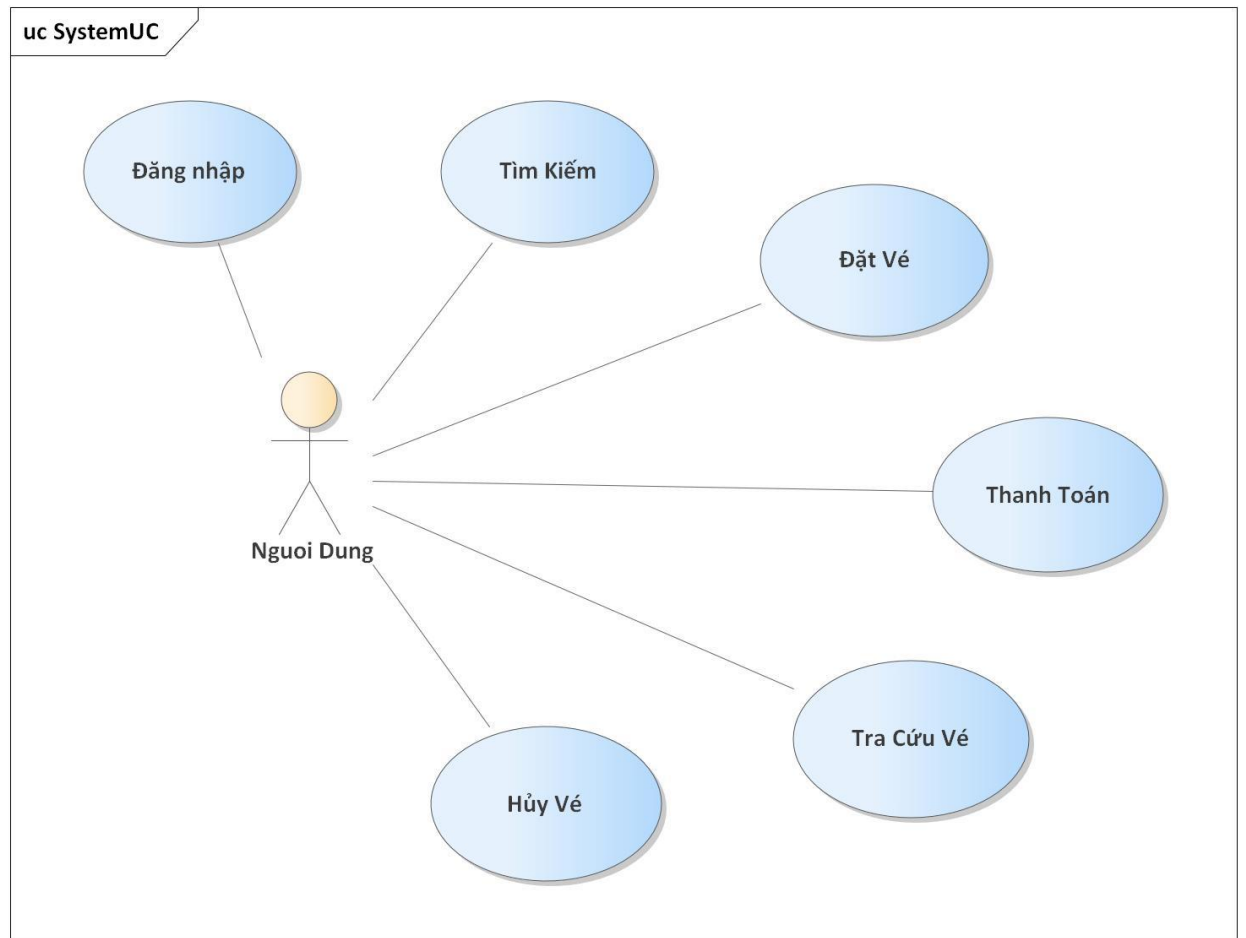 uc SystemUC
Đăng nhập
Tìm Kiếm
Đặt Vé
Thanh Toán
Nguoi Dung
Tra Cứu Vé
Hủy Vé